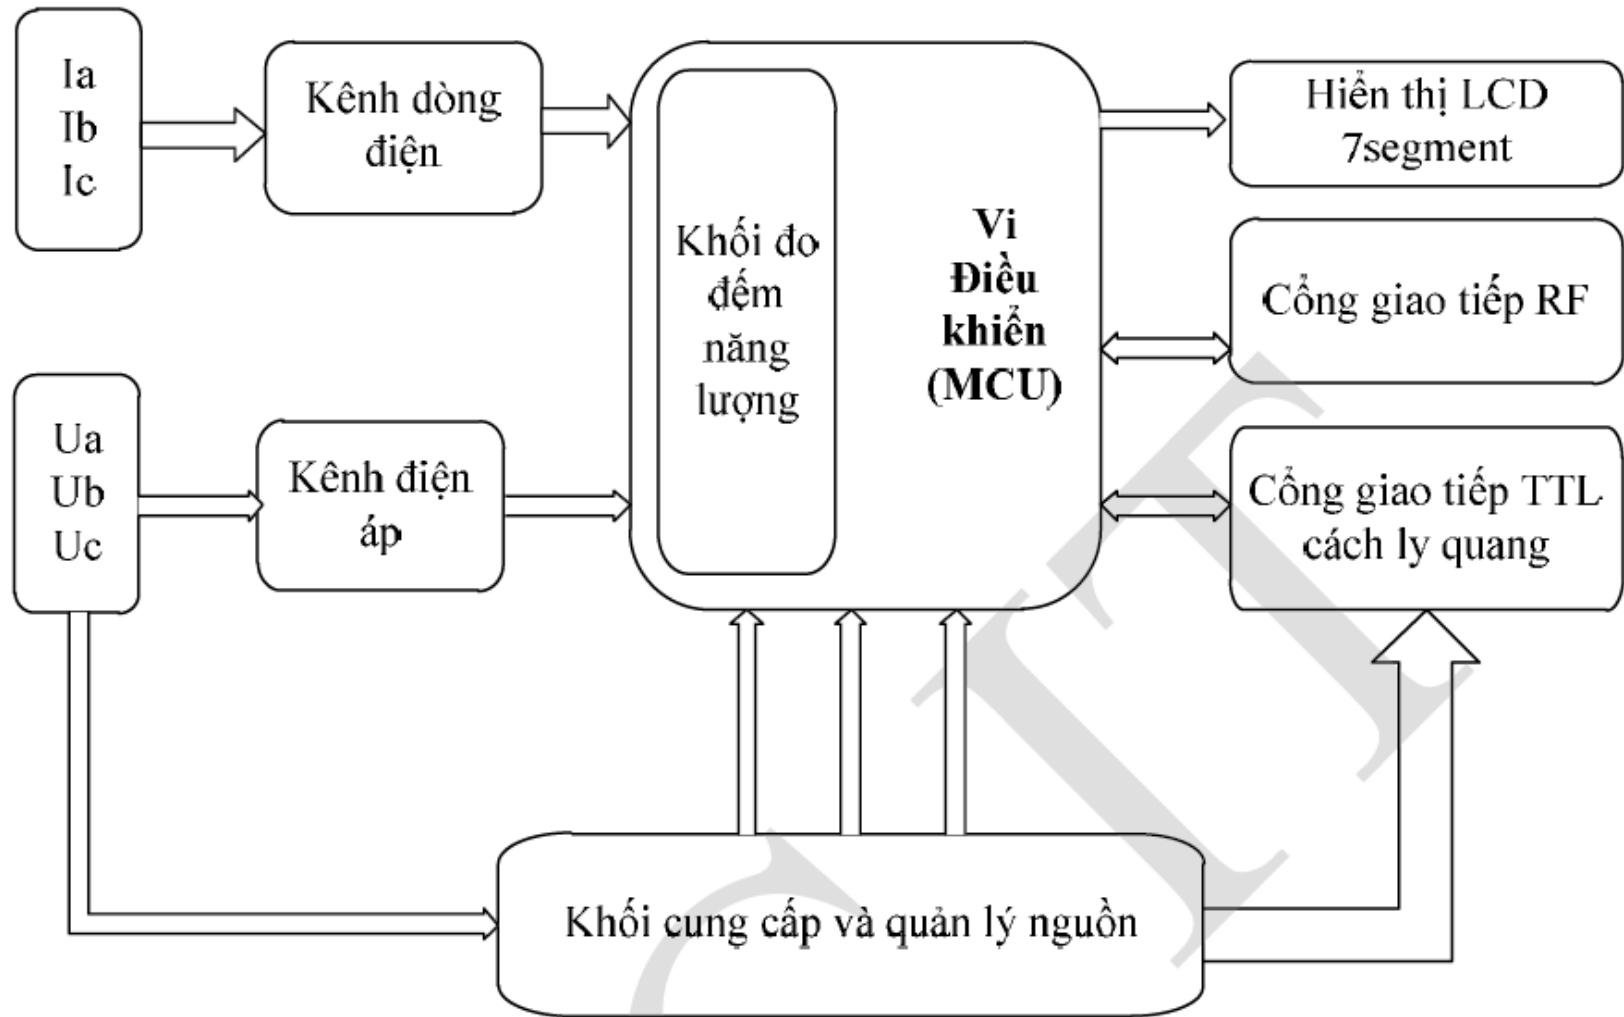 Ia
Ib
Ic
Kênh dòng
điện
Khối đo
đếm
năng
lượng
Vi
Điều
khiển
(MCU)
Hiển thị LCD
7segment
Cổng giao tiếp RF
Ua
Ub
Uc
Kênh điện
áp
Cổng giao tiếp TTL
cách ly quang
Khối cung cấp và quản lý nguồn
C IT